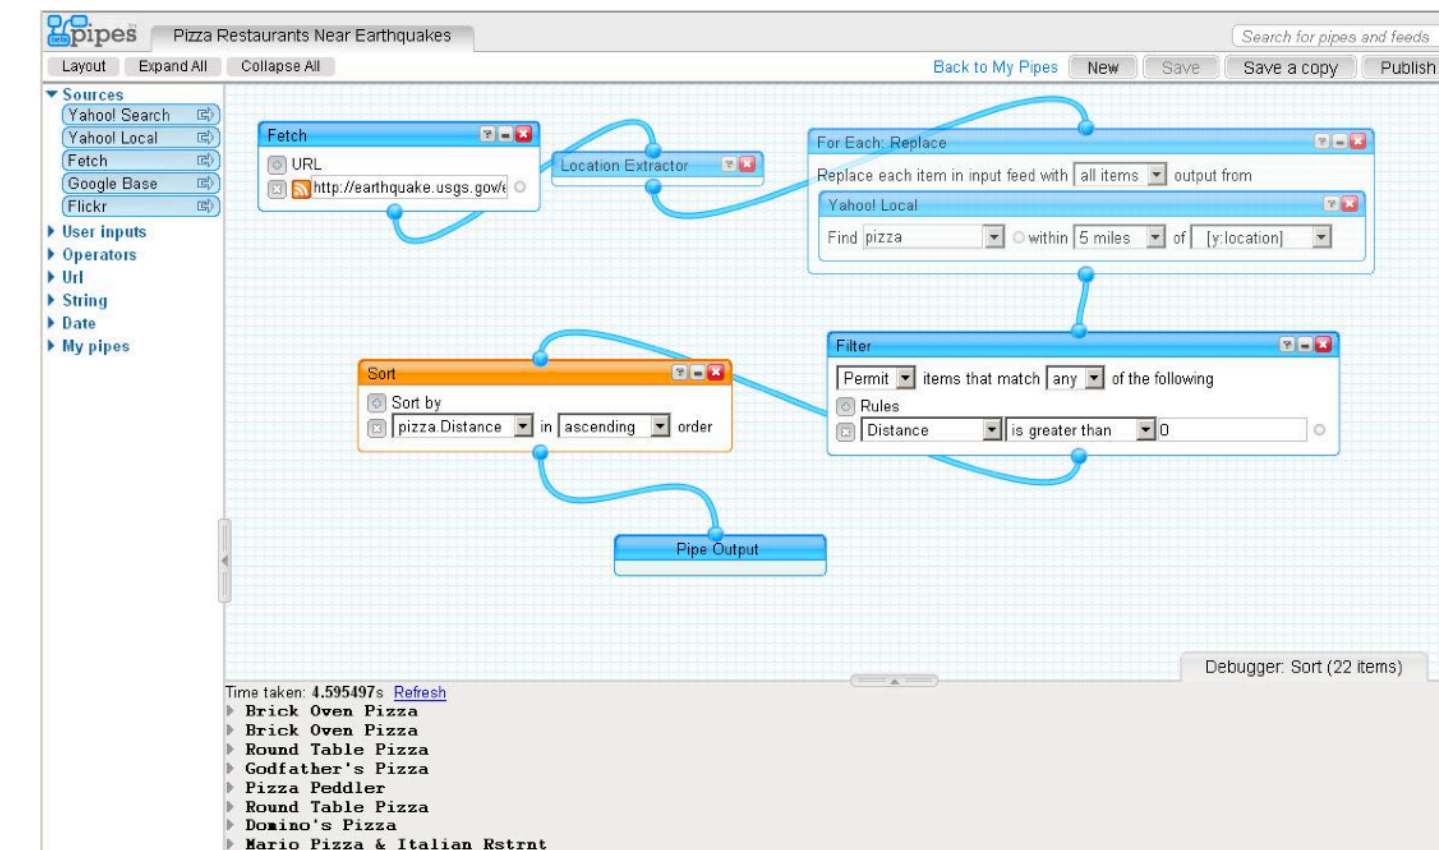 pipes beta
Pizza Restaurants Near Earthquakes
Search for pipes and feeds
Layout Expand All Collapse All
Back to My Pipes New Save Save a copy Publish
Sources
Yahoo! Search
Yahoo! Local
Fetch
Google Base
Flickr
User inputs
Operators
Url
String
Date
My pipes
Fetch
URL
http://earthquake.usgs.gov/e
Location Extractor
For Each: Replace
Replace each item in input feed with all items output from
Yahoo! Local
Find pizza within 5 miles of [y:location]
Sort
Sort by
pizza.Distance in ascending order
Filter
Permit items that match any of the following
Rules
Distance is greater than 0
Pipe Output
Debugger: Sort (22 items)
Time taken: 4.595497s Refresh
Brick Oven Pizza
Brick Oven Pizza
Round Table Pizza
Godfather's Pizza
Pizza Peddler
Round Table Pizza
Domino's Pizza
Mario Pizza & Italian Rstrnt